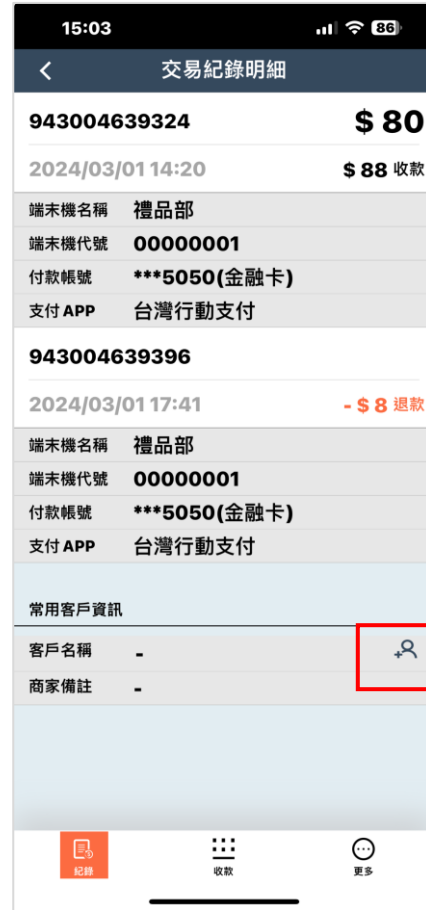 15:03 86
交易紀錄明細
943004639324 $ 80
2024/03/01 14:20 $ 88 收款
端末機名稱 禮品部
端末機代號 00000001
付款帳號 ***5050(金融卡)
支付 APP 台灣行動支付
943004639396
2024/03/01 17:41 - $ 8 退款
端末機名稱 禮品部
端末機代號 00000001
付款帳號 ***5050(金融卡)
支付 APP 台灣行動支付
常用客戶資訊
客戶名稱 -
商家備註 -
紀錄 收款 更多